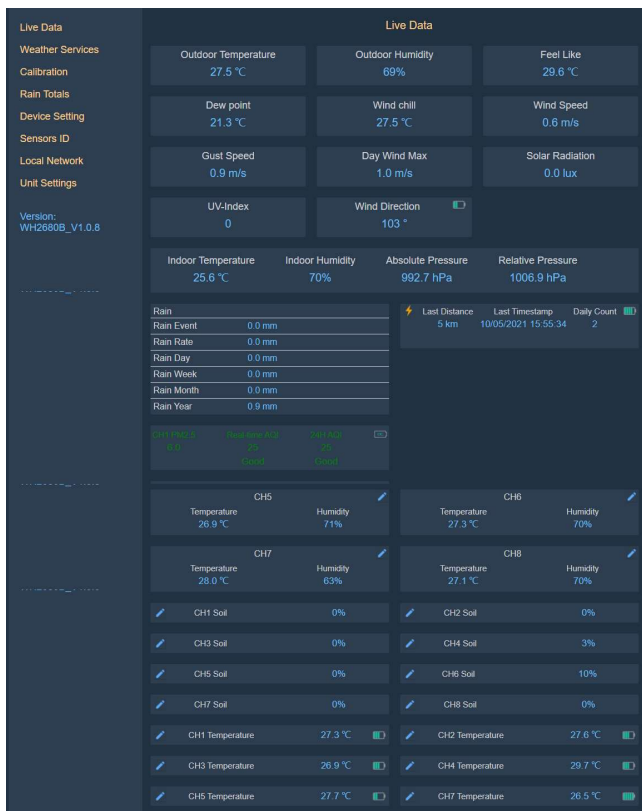 Live Data
Weather Services
Calibration
Rain Totals
Device Setting
Sensors ID
Local Network
Unit Settings
Version:
WH2680B_V1.0.8
Live Data
Outdoor Temperature Outdoor Humidity Feel Like
27.5 ℃ 69% 29.6 ℃
Dew point Wind chill Wind Speed
21.3 ℃ 27.5 ℃ 0.6 m/s
Gust Speed Day Wind Max Solar Radiation
0.9 m/s 1.0 m/s 0.0 lux
UV-Index Wind Direction
0 103 °
Indoor Temperature Indoor Humidity Absolute Pressure Relative Pressure
25.6 ℃ 70% 992.7 hPa 1006.9 hPa
Rain
Rain Event 0.0 mm
Rain Rate 0.0 mm
Rain Day 0.0 mm
Rain Week 0.0 mm
Rain Month 0.0 mm
Rain Year 0.9 mm
Last Distance Last Timestamp Daily Count
5 km 10/05/2021 15:55:34 2
CH1 PM2.5 Real-time AQI 24H AQI
6.0 25 25
Good Good
CH5
Temperature Humidity
26.9 ℃ 71%
CH6
Temperature Humidity
27.3 ℃ 70%
CH7
Temperature Humidity
28.0 ℃ 63%
CH8
Temperature Humidity
27.1 ℃ 70%
CH1 Soil 0% CH2 Soil 0%
CH3 Soil 0% CH4 Soil 3%
CH5 Soil 0% CH6 Soil 10%
CH7 Soil 0% CH8 Soil 0%
CH1 Temperature 27.3 ℃ CH2 Temperature 27.6 ℃
CH3 Temperature 26.9 ℃ CH4 Temperature 29.7 ℃
CH5 Temperature 27.7 ℃ CH7 Temperature 26.5 ℃